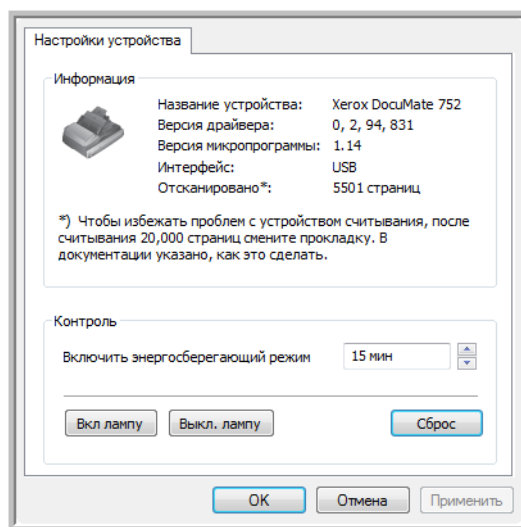 Настройки устройства
Информация
Название устройства: Xerox DocuMate 752
Версия драйвера: 0, 2, 94, 831
Версия микропрограммы: 1.14
Интерфейс: USB
Отсканировано*: 5501 страниц
*) Чтобы избежать проблем с устройством считывания, после
считывания 20,000 страниц смените прокладку. В
документации указано, как это сделать.
Контроль
Включить энергосберегающий режим 15 мин
Вкл лампу Выкл. лампу Сброс
OK Отмена Применить